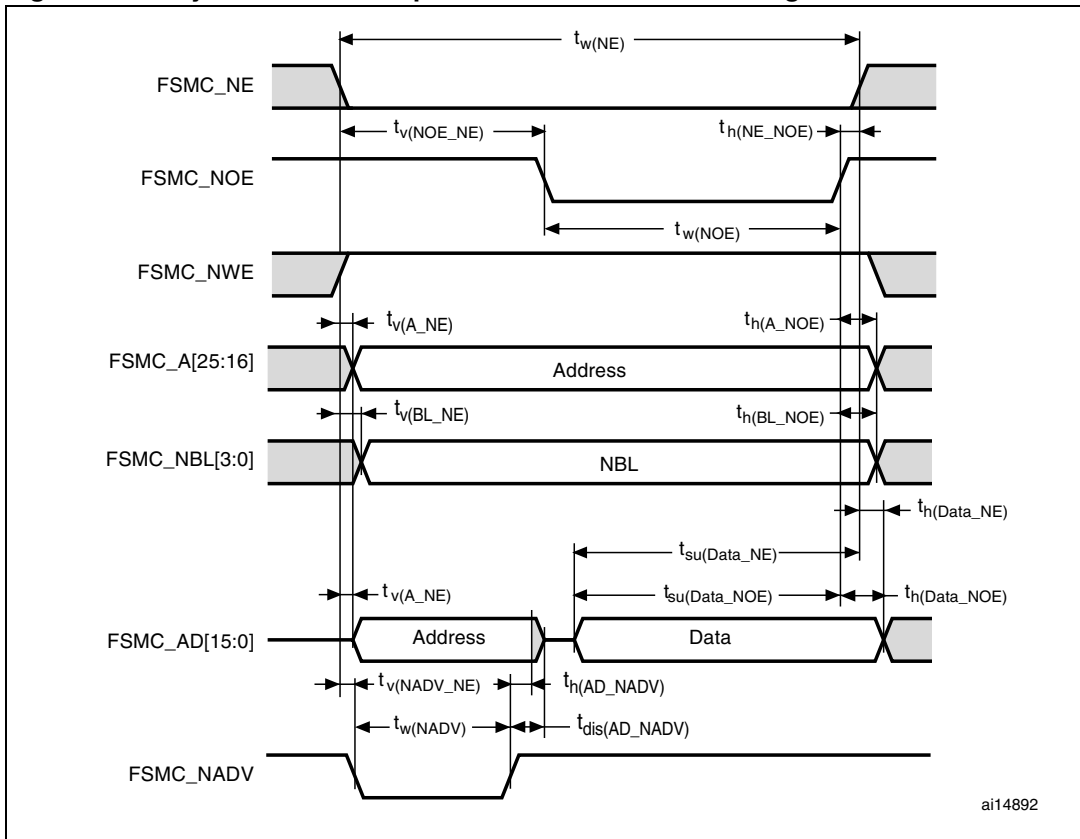 tw(NE)
FSMC_NE
tv(NOE_NE)
th(NE_NOE)
FSMC_NOE
tw(NOE)
FSMC_NWE
tv(A_NE)
th(A_NOE)
FSMC_A[25:16]
Address
tv(BL_NE)
th(BL_NOE)
FSMC_NBL[3:0]
NBL
th(Data_NE)
tsu(Data_NE)
tv(A_NE)
tsu(Data_NOE)
th(Data_NOE)
FSMC_AD[15:0]
Address
Data
tv(NADV_NE)
th(AD_NADV)
tw(NADV)
tdis(AD_NADV)
FSMC_NADV
ai14892